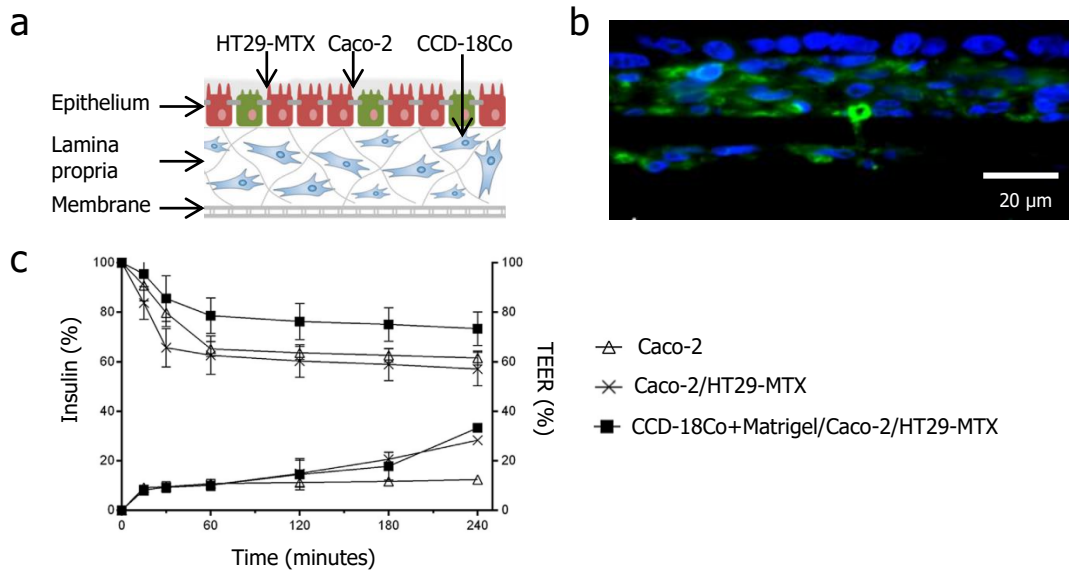 a
HT29-MTX Caco-2 CCD-18Co
Epithelium
Lamina
propria
Membrane
b
20 µm
c
Insulin (%)
100
80
60
40
20
0
0 60 120 180 240
Time (minutes)
100
80
60
40
20
0
TEER (%)
Caco-2
Caco-2/HT29-MTX
CCD-18Co+Matrigel/Caco-2/HT29-MTX